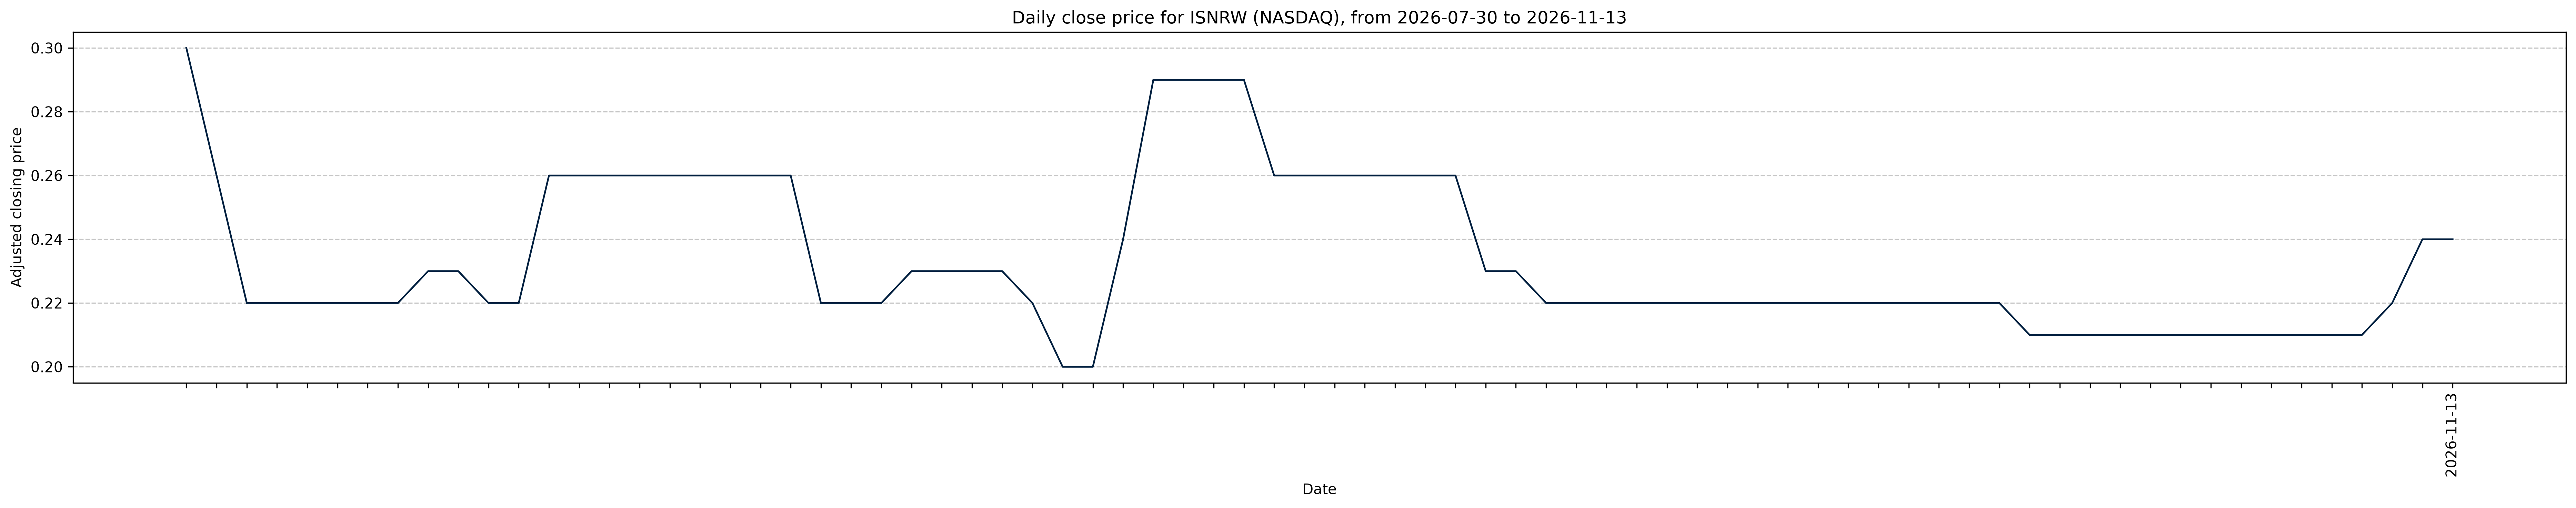 Daily close price for ISNRW (NASDAQ), from 2026-07-30 to 2026-11-13
Adjusted closing price
0.30
0.28
0.26
0.24
0.22
0.20
2026-11-13
Date